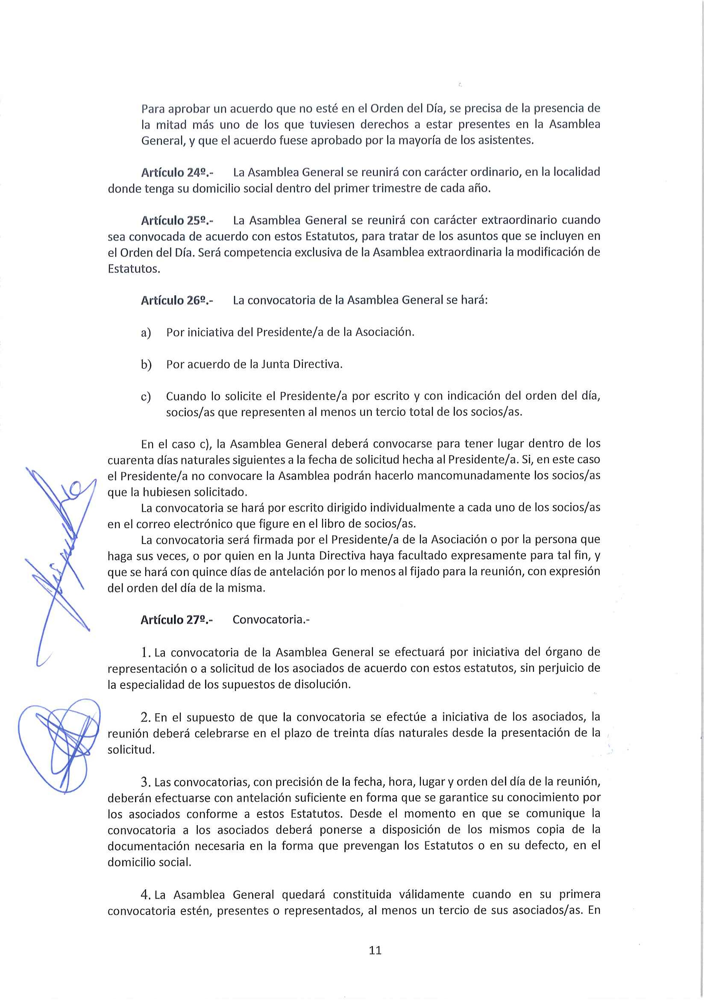 Para aprobar un acuerdo que no esté en el Orden del Día, se precisa de la presencia de
la mitad más uno de los que tuviesen derechos a estar presentes en la Asamblea
General, y que el acuerdo fuese aprobado por la mayoría de los asistentes.
Artículo 24º.- La Asamblea General se reunirá con carácter ordinario, en la localidad
donde tenga su domicilio social dentro del primer trimestre de cada año.
Artículo 25º.- La Asamblea General se reunirá con carácter extraordinario cuando
sea convocada de acuerdo con estos Estatutos, para tratar de los asuntos que se incluyen en
el Orden del Día. Será competencia exclusiva de la Asamblea extraordinaria la modificación de
Estatutos.
Artículo 26º.- La convocatoria de la Asamblea General se hará:
a) Por iniciativa del Presidente/a de la Asociación.
b) Por acuerdo de la Junta Directiva.
c) Cuando lo solicite el Presidente/a por escrito y con indicación del orden del día,
socios/as que representen al menos un tercio total de los socios/as.
En el caso c), la Asamblea General deberá convocarse para tener lugar dentro de los
cuarenta días naturales siguientes a la fecha de solicitud hecha al Presidente/a. Si, en este caso
el Presidente/a no convocare la Asamblea podrán hacerlo mancomunadamente los socios/as
que la hubiesen solicitado.
La convocatoria se hará por escrito dirigido individualmente a cada uno de los socios/as
en el correo electrónico que figure en el libro de socios/as.
La convocatoria será firmada por el Presidente/a de la Asociación o por la persona que
haga sus veces, o por quien en la Junta Directiva haya facultado expresamente para tal fin, y
que se hará con quince días de antelación por lo menos al fijado para la reunión, con expresión
del orden del día de la misma.
Artículo 27º.- Convocatoria.-
1. La convocatoria de la Asamblea General se efectuará por iniciativa del órgano de
representación o a solicitud de los asociados de acuerdo con estos estatutos, sin perjuicio de
la especialidad de los supuestos de disolución.
2. En el supuesto de que la convocatoria se efectúe a iniciativa de los asociados, la
reunión deberá celebrarse en el plazo de treinta días naturales desde la presentación de la
solicitud.
3. Las convocatorias, con precisión de la fecha, hora, lugar y orden del día de la reunión,
deberán efectuarse con antelación suficiente en forma que se garantice su conocimiento por
los asociados conforme a estos Estatutos. Desde el momento en que se comunique la
convocatoria a los asociados deberá ponerse a disposición de los mismos copia de la
documentación necesaria en la forma que prevengan los Estatutos o en su defecto, en el
domicilio social.
4. La Asamblea General quedará constituida válidamente cuando en su primera
convocatoria estén, presentes o representados, al menos un tercio de sus asociados/as. En
11